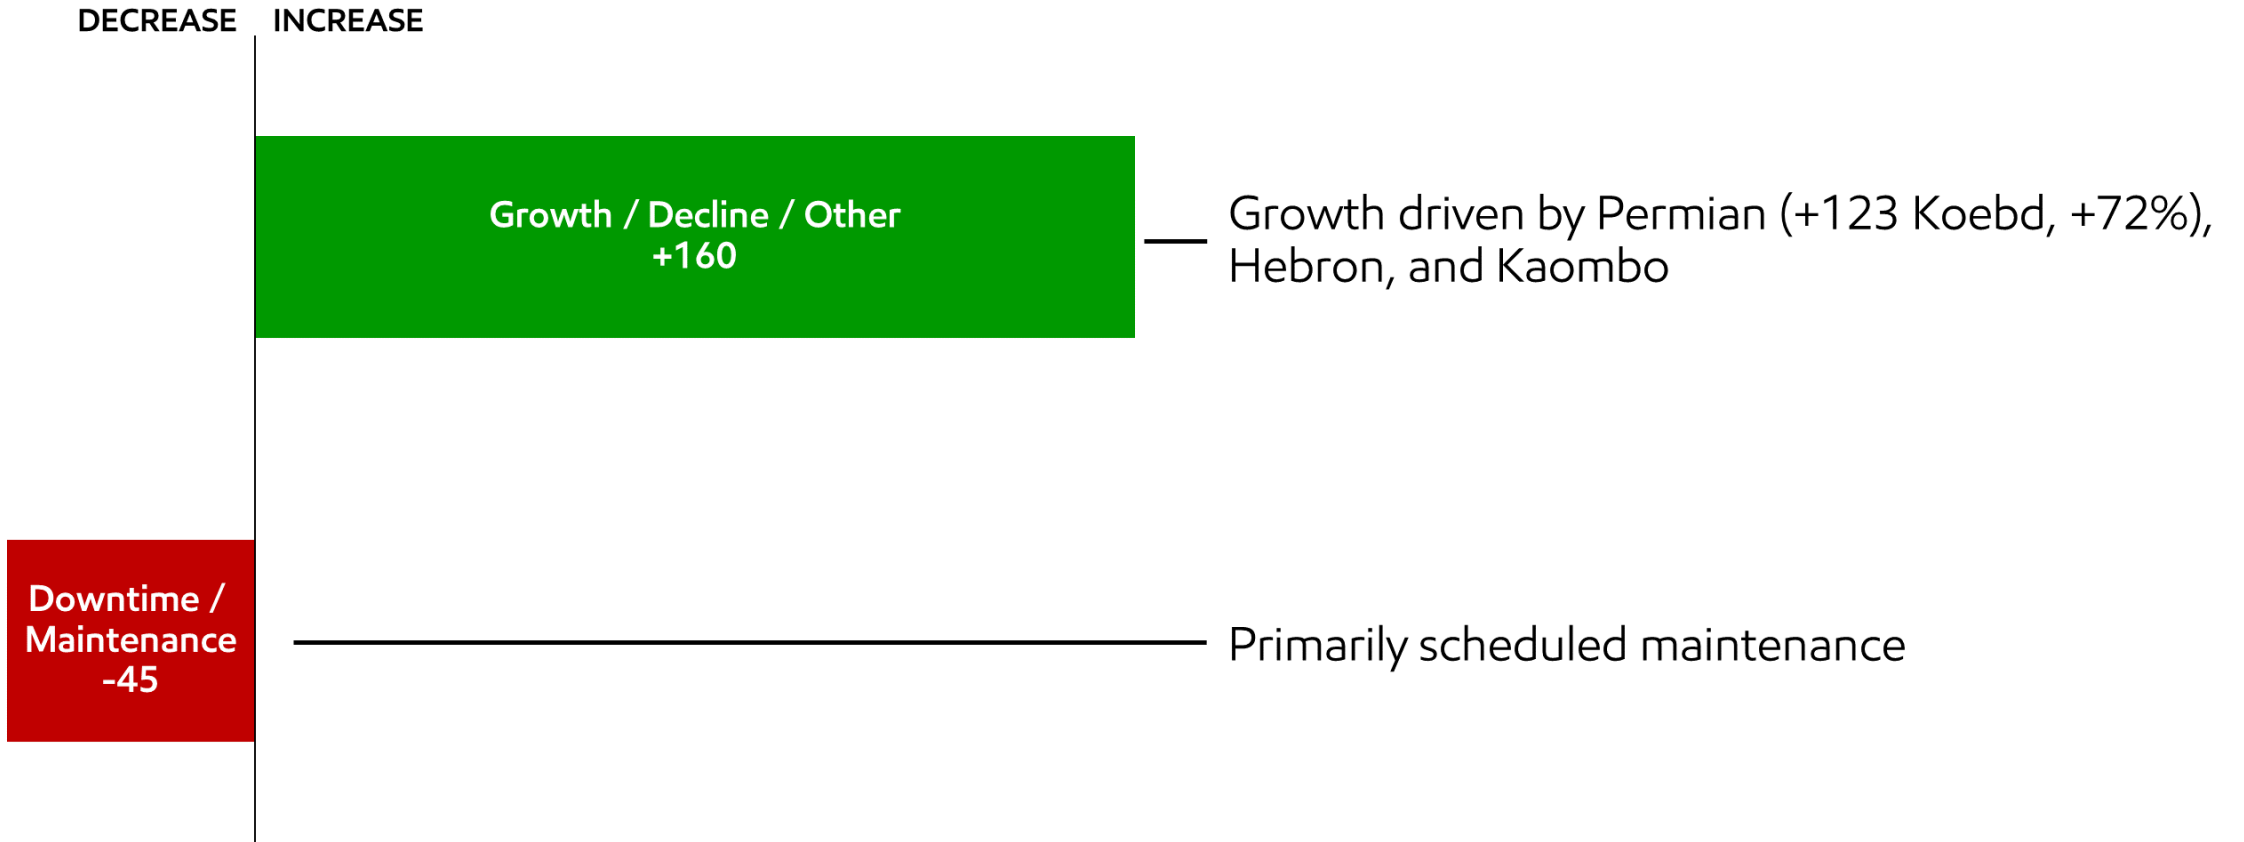 DECREASE INCREASE
Growth / Decline / Other
+160
Growth driven by Permian (+123 Koebd, +72%),
Hebron, and Kaombo
Downtime /
Maintenance
-45
Primarily scheduled maintenance